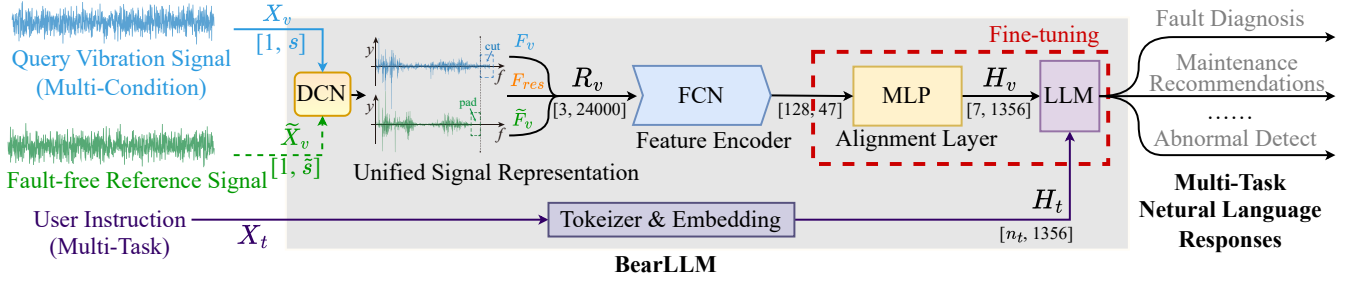 X_v
[1, s]
Query Vibration Signal
(Multi-Condition)
X̃_v
[1, s̃]
Fault-free Reference Signal
User Instruction
(Multi-Task)
X_t
DCN
y
cut
f
pad
y
f
F_v
F_res
F̃_v
Unified Signal Representation
R_v
[3, 24000]
FCN
Feature Encoder
[128, 47]
Fine-tuning
MLP
Alignment Layer
H_v
[7, 1356]
LLM
Tokeizer & Embedding
H_t
[n_t, 1356]
BearLLM
Fault Diagnosis
Maintenance
Recommendations
......
Abnormal Detect
Multi-Task
Netural Language
Responses